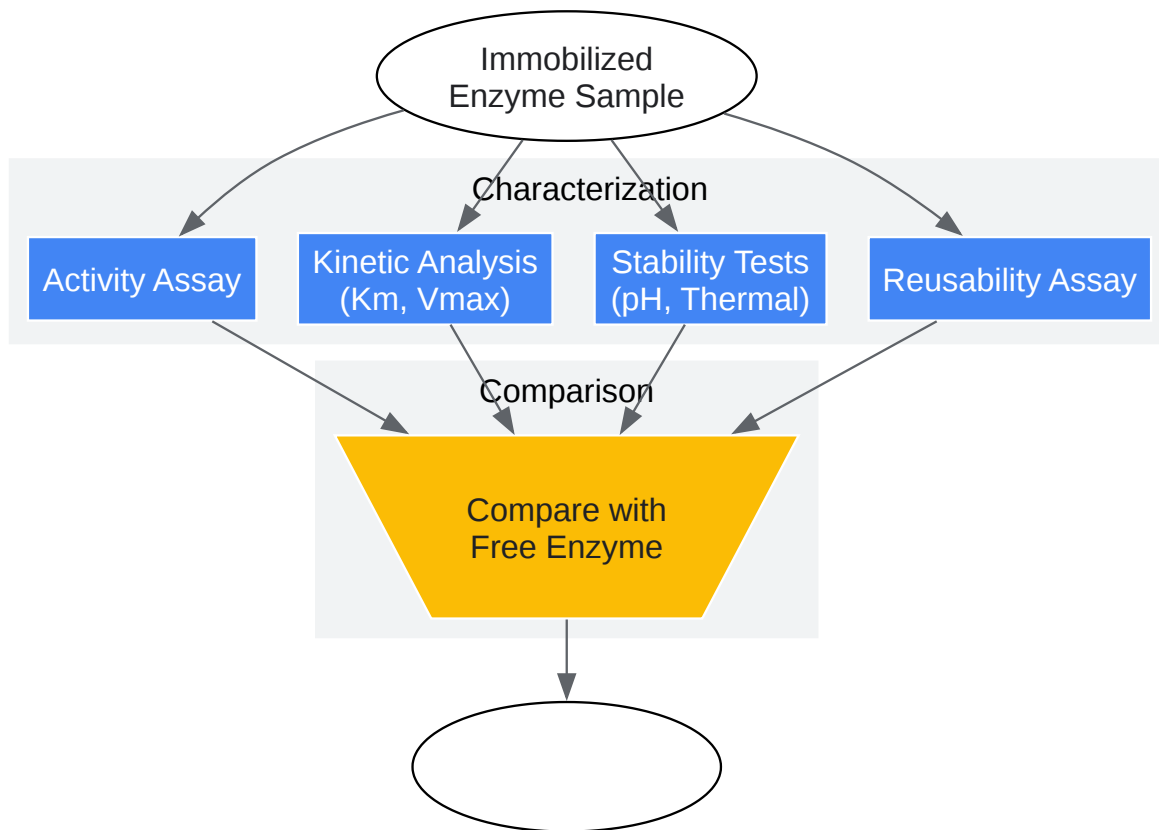 Immobilized
Enzyme Sample
Characterization
Activity Assay
Kinetic Analysis
(Km, Vmax)
Stability Tests
(pH, Thermal)
Reusability Assay
Comparison
Compare with
Free Enzyme